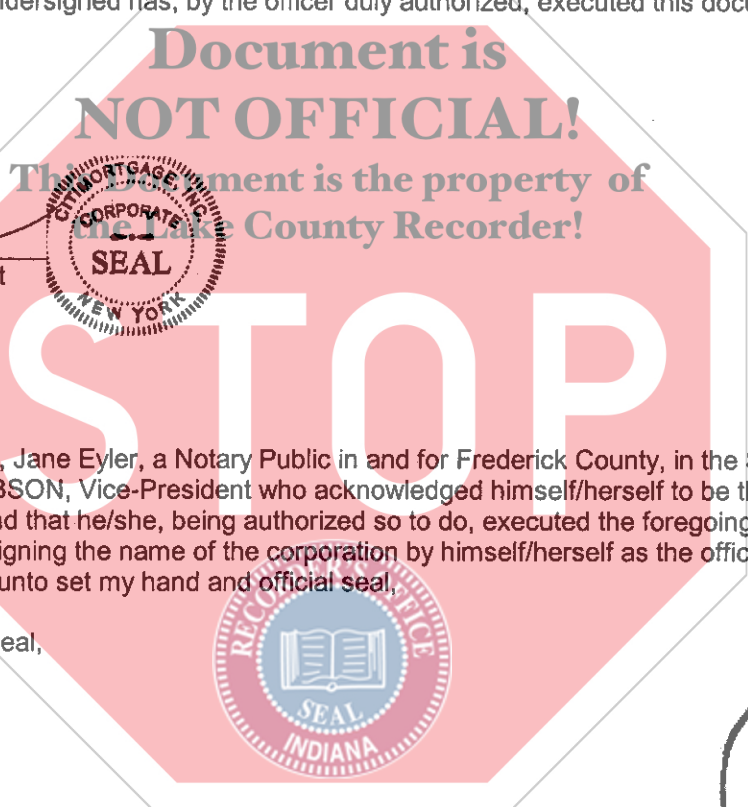 ndersigned has, by the officer duly authorized, executed this docu
Document is
NOT OFFICIAL!
This Document is the property of
the Lake County Recorder!
CITIMORTGAGE, INC.
CORPORATE
SEAL
NEW YORK
t
STOP
, Jane Eyler, a Notary Public in and for Frederick County, in the S
BSON, Vice-President who acknowledged himself/herself to be th
nd that he/she, being authorized so to do, executed the foregoing
igning the name of the corporation by himself/herself as the offic
unto set my hand and official seal,
eal,
RECORDER'S OFFICE
SEAL
INDIANA